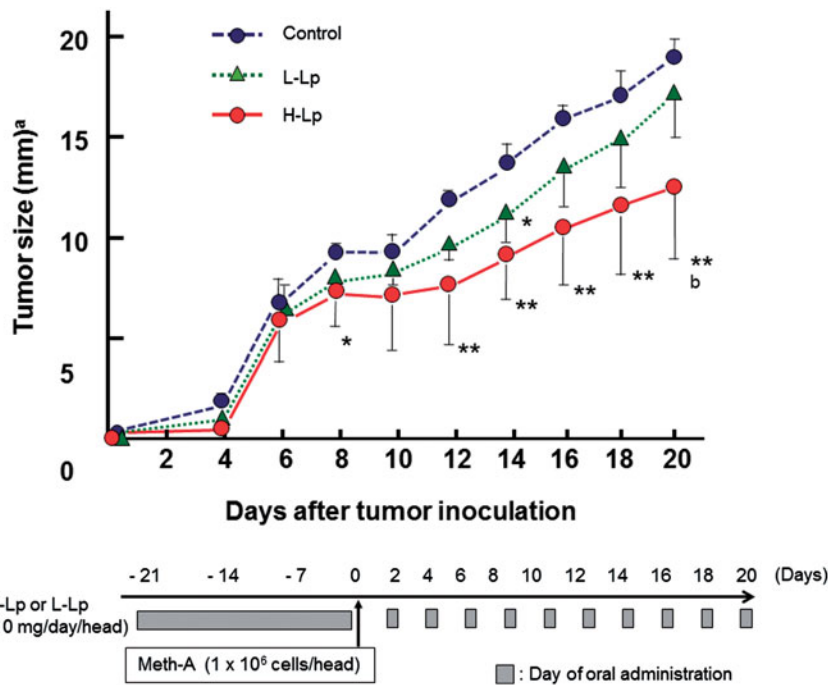 20
15
10
5
0
Tumor size (mm)ᵃ
Control
L-Lp
H-Lp
*
*
**
**
**
**
**
b
2 4 6 8 10 12 14 16 18 20
Days after tumor inoculation
- 21 - 14 - 7 0 2 4 6 8 10 12 14 16 18 20 (Days)
-Lp or L-Lp
0 mg/day/head)
Meth-A (1 x 10⁶ cells/head)
: Day of oral administration